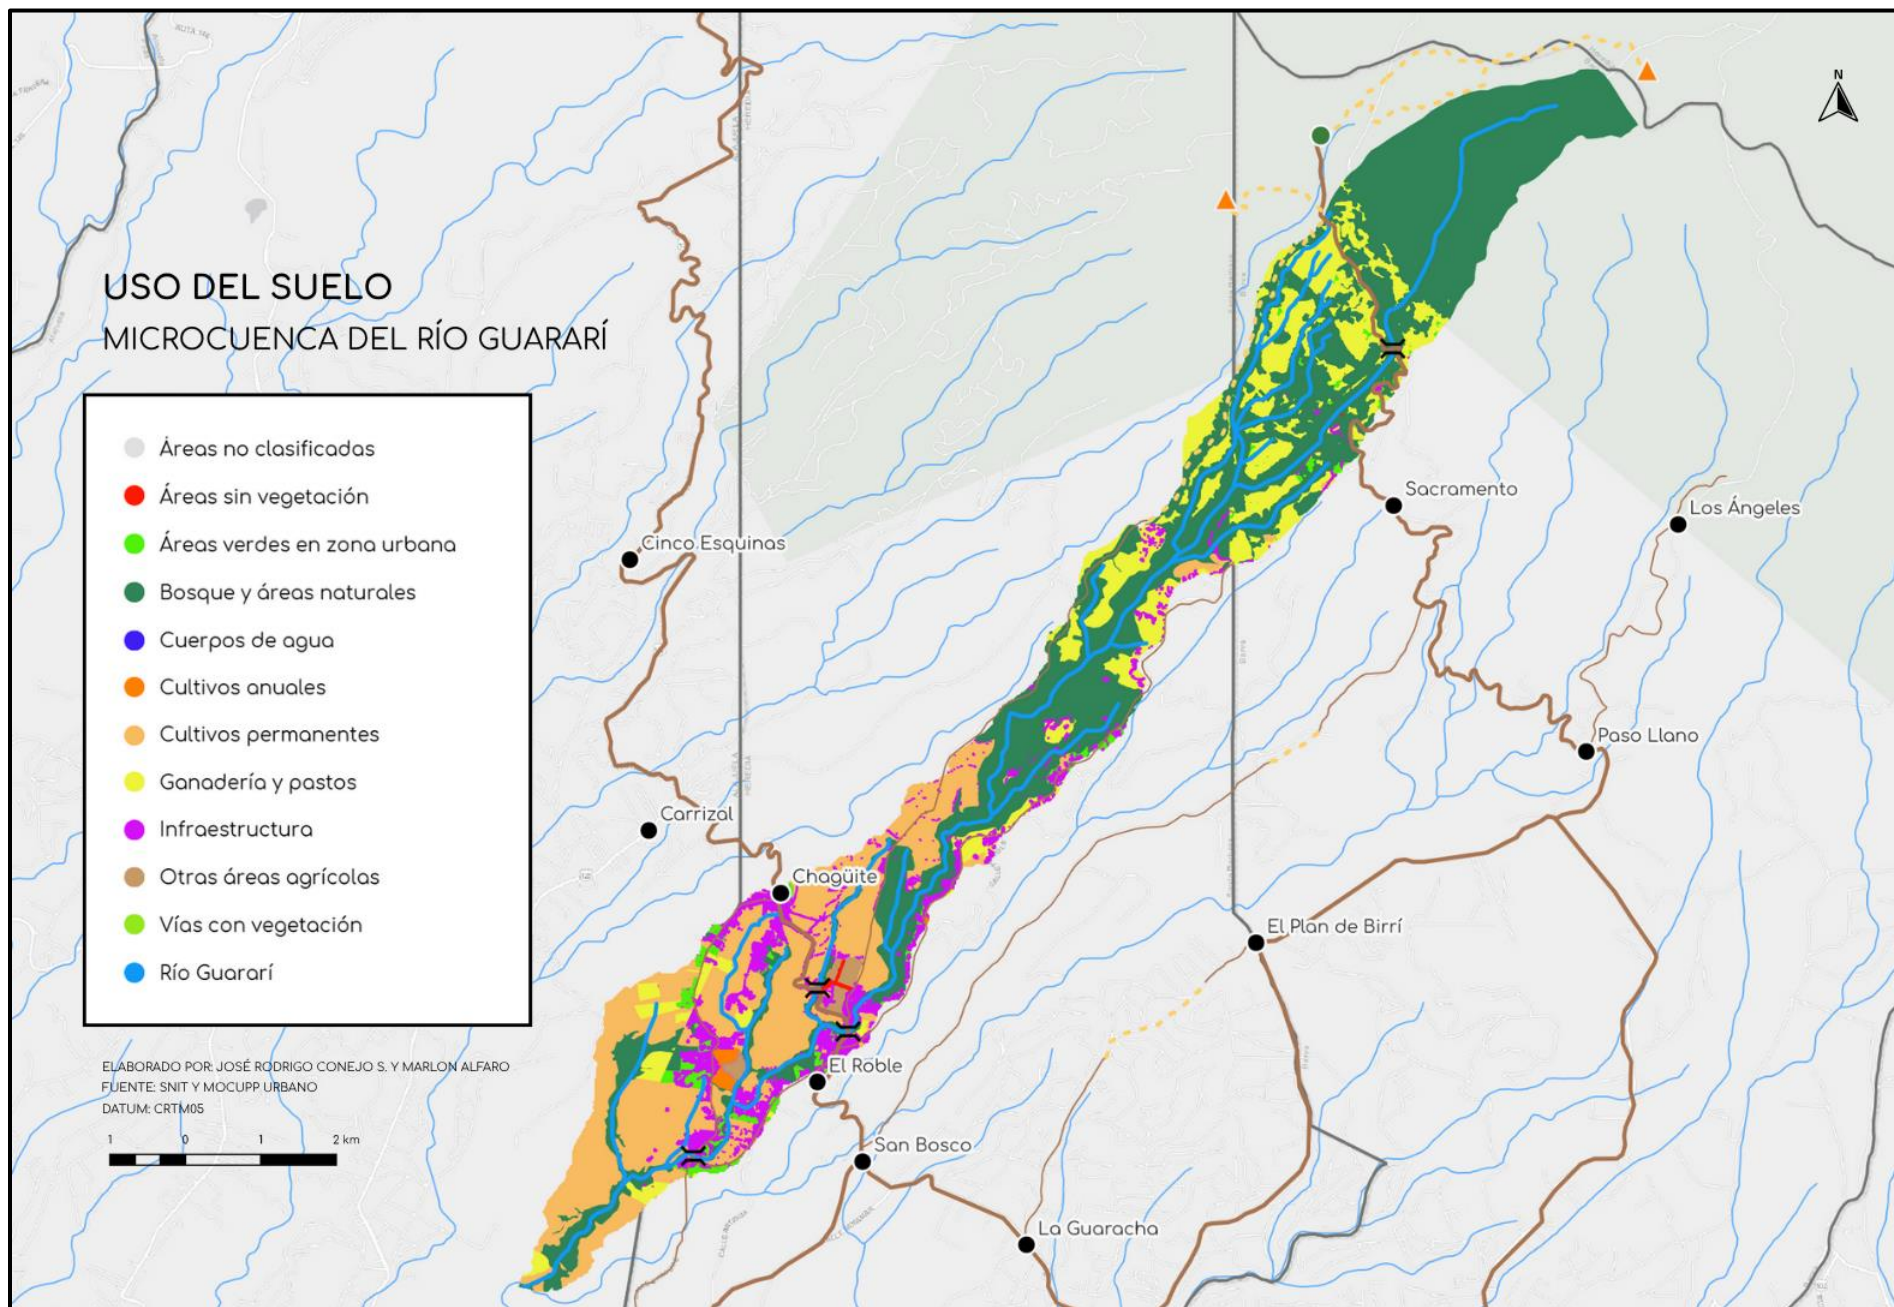 RUTA 146
N
USO DEL SUELO
MICROCUENCA DEL RÍO GUARARÍ
Áreas no clasificadas
Áreas sin vegetación
Áreas verdes en zona urbana
Bosque y áreas naturales
Cuerpos de agua
Cultivos anuales
Cultivos permanentes
Ganadería y pastos
Infraestructura
Otras áreas agrícolas
Vías con vegetación
Río Guararí
ELABORADO POR: JOSÉ RODRIGO CONEJO S. Y MARLON ALFARO
FUENTE: SNIT Y MOCUPP URBANO
DATUM: CRTM05
1 0 1 2 km
Sacramento
Los Ángeles
Cinco Esquinas
Paso Llano
Carrizal
Chagüite
El Plan de Birrí
El Roble
San Bosco
La Guaracha
ALAJUELA
HEREDIA